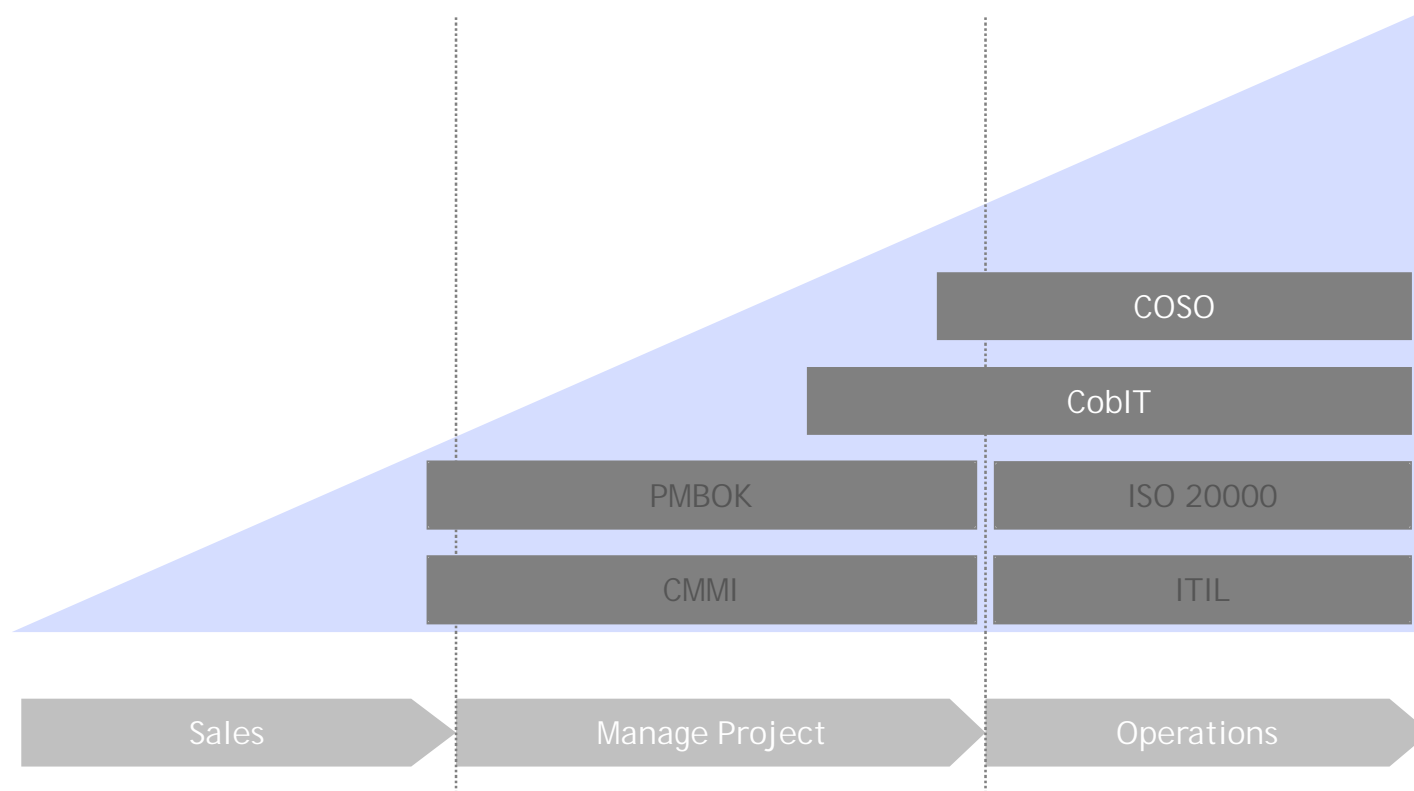 COSO
CobIT
PMBOK
ISO 20000
CMMI
ITIL
Sales
Manage Project
Operations